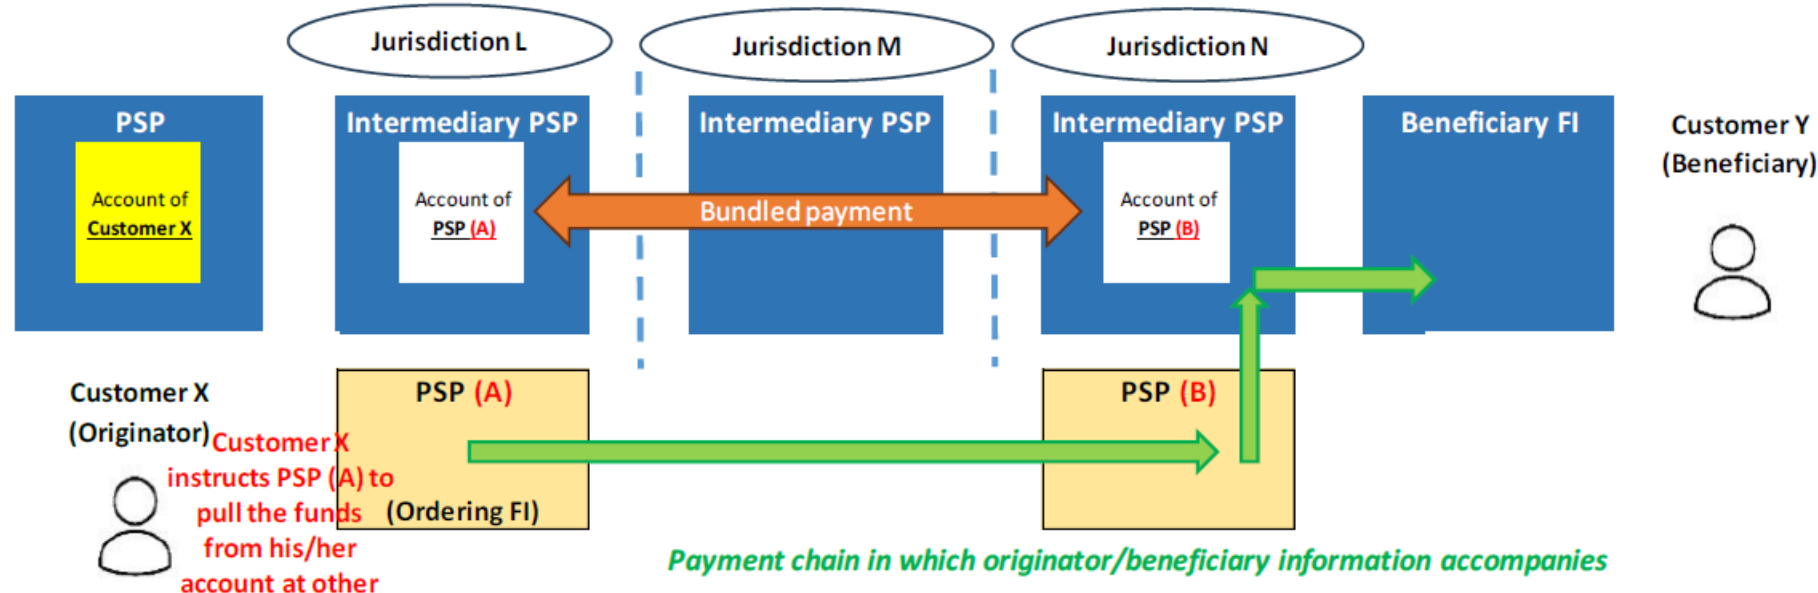 Jurisdiction L
Jurisdiction M
Jurisdiction N
PSP
Account of
Customer X
Intermediary PSP
Account of
PSP (A)
Intermediary PSP
Bundled payment
Intermediary PSP
Account of
PSP (B)
Beneficiary FI
Customer Y
(Beneficiary)
Customer X
(Originator)
Customer X
instructs PSP (A) to
pull the funds
from his/her
account at other
PSP (A)
(Ordering FI)
PSP (B)
Payment chain in which originator/beneficiary information accompanies